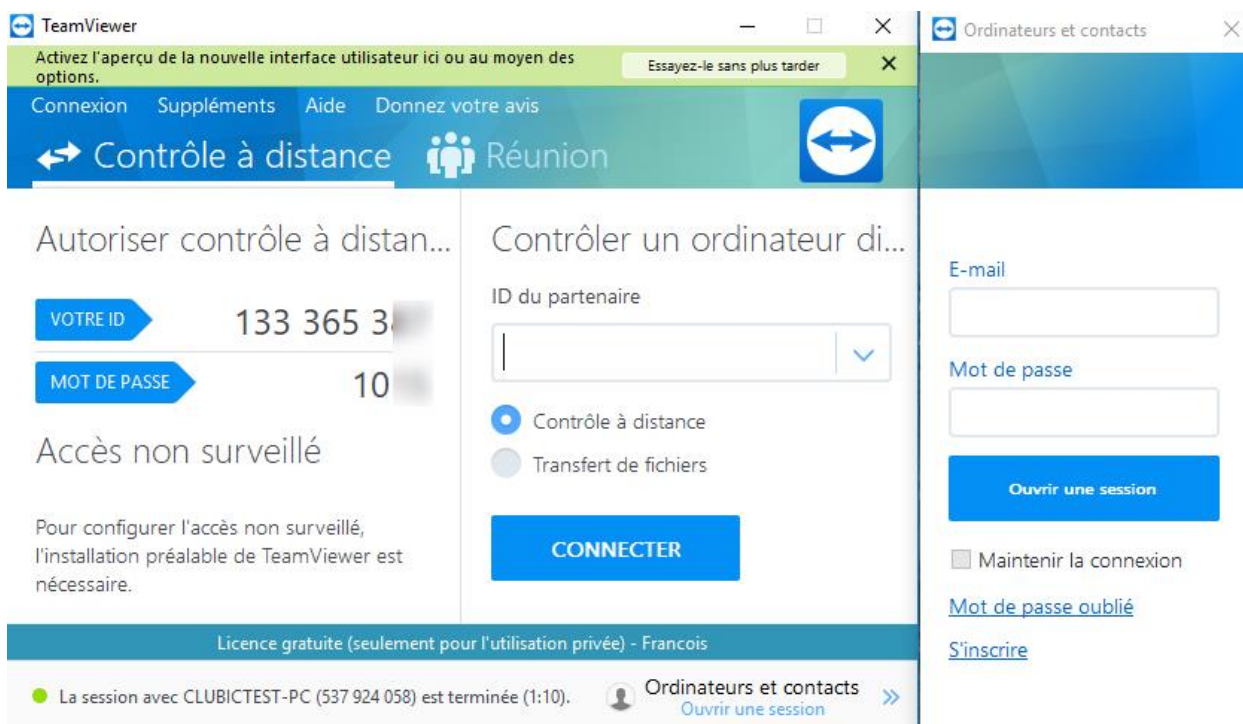 TeamViewer
Activez l'aperçu de la nouvelle interface utilisateur ici ou au moyen des
options.
Essayez-le sans plus tarder
Connexion Suppléments Aide Donnez votre avis
Contrôle à distance Réunion
Autoriser contrôle à distan...
VOTRE ID 133 365 3
MOT DE PASSE 10
Accès non surveillé
Pour configurer l'accès non surveillé,
l'installation préalable de TeamViewer est
nécessaire.
Contrôler un ordinateur di...
ID du partenaire
Contrôle à distance
Transfert de fichiers
CONNECTER
Licence gratuite (seulement pour l'utilisation privée) - Francois
La session avec CLUBICTEST-PC (537 924 058) est terminée (1:10).
Ordinateurs et contacts
Ouvrir une session
Ordinateurs et contacts
E-mail
Mot de passe
Ouvrir une session
Maintenir la connexion
Mot de passe oublié
S'inscrire